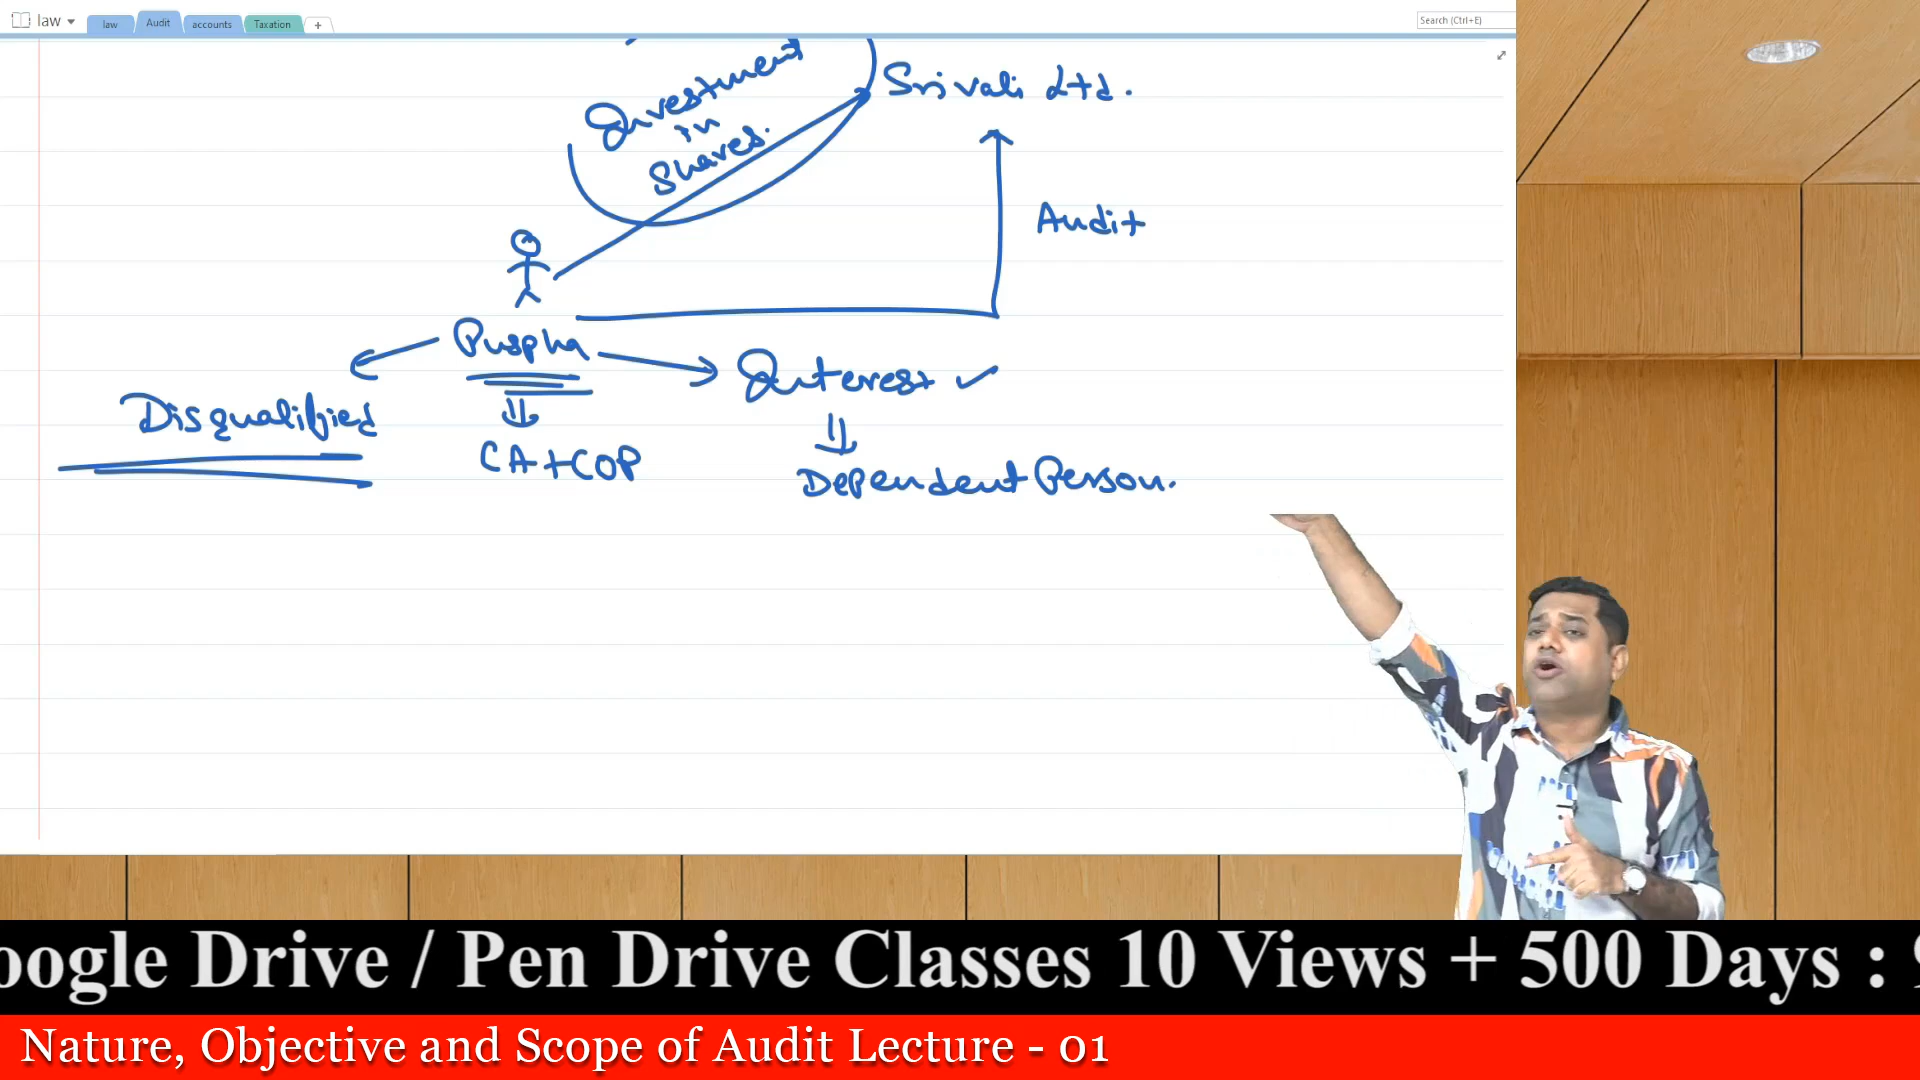 law
law
Audit
accounts
Taxation
+
Search (Ctrl+E)
Investment
in
Shares.
Srivali Ltd.
Audit
Puspha
Interest ✓
Disqualified
CA+COP
Dependent Person.
oogle Drive / Pen Drive Classes 10 Views + 500 Days :
Nature, Objective and Scope of Audit Lecture - 01